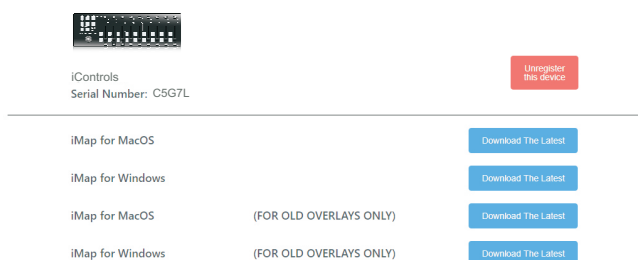 iControls
Serial Number: C5G7L
Unregister
this device
iMap for MacOS
Download The Latest
iMap for Windows
Download The Latest
iMap for MacOS (FOR OLD OVERLAYS ONLY)
Download The Latest
iMap for Windows (FOR OLD OVERLAYS ONLY)
Download The Latest